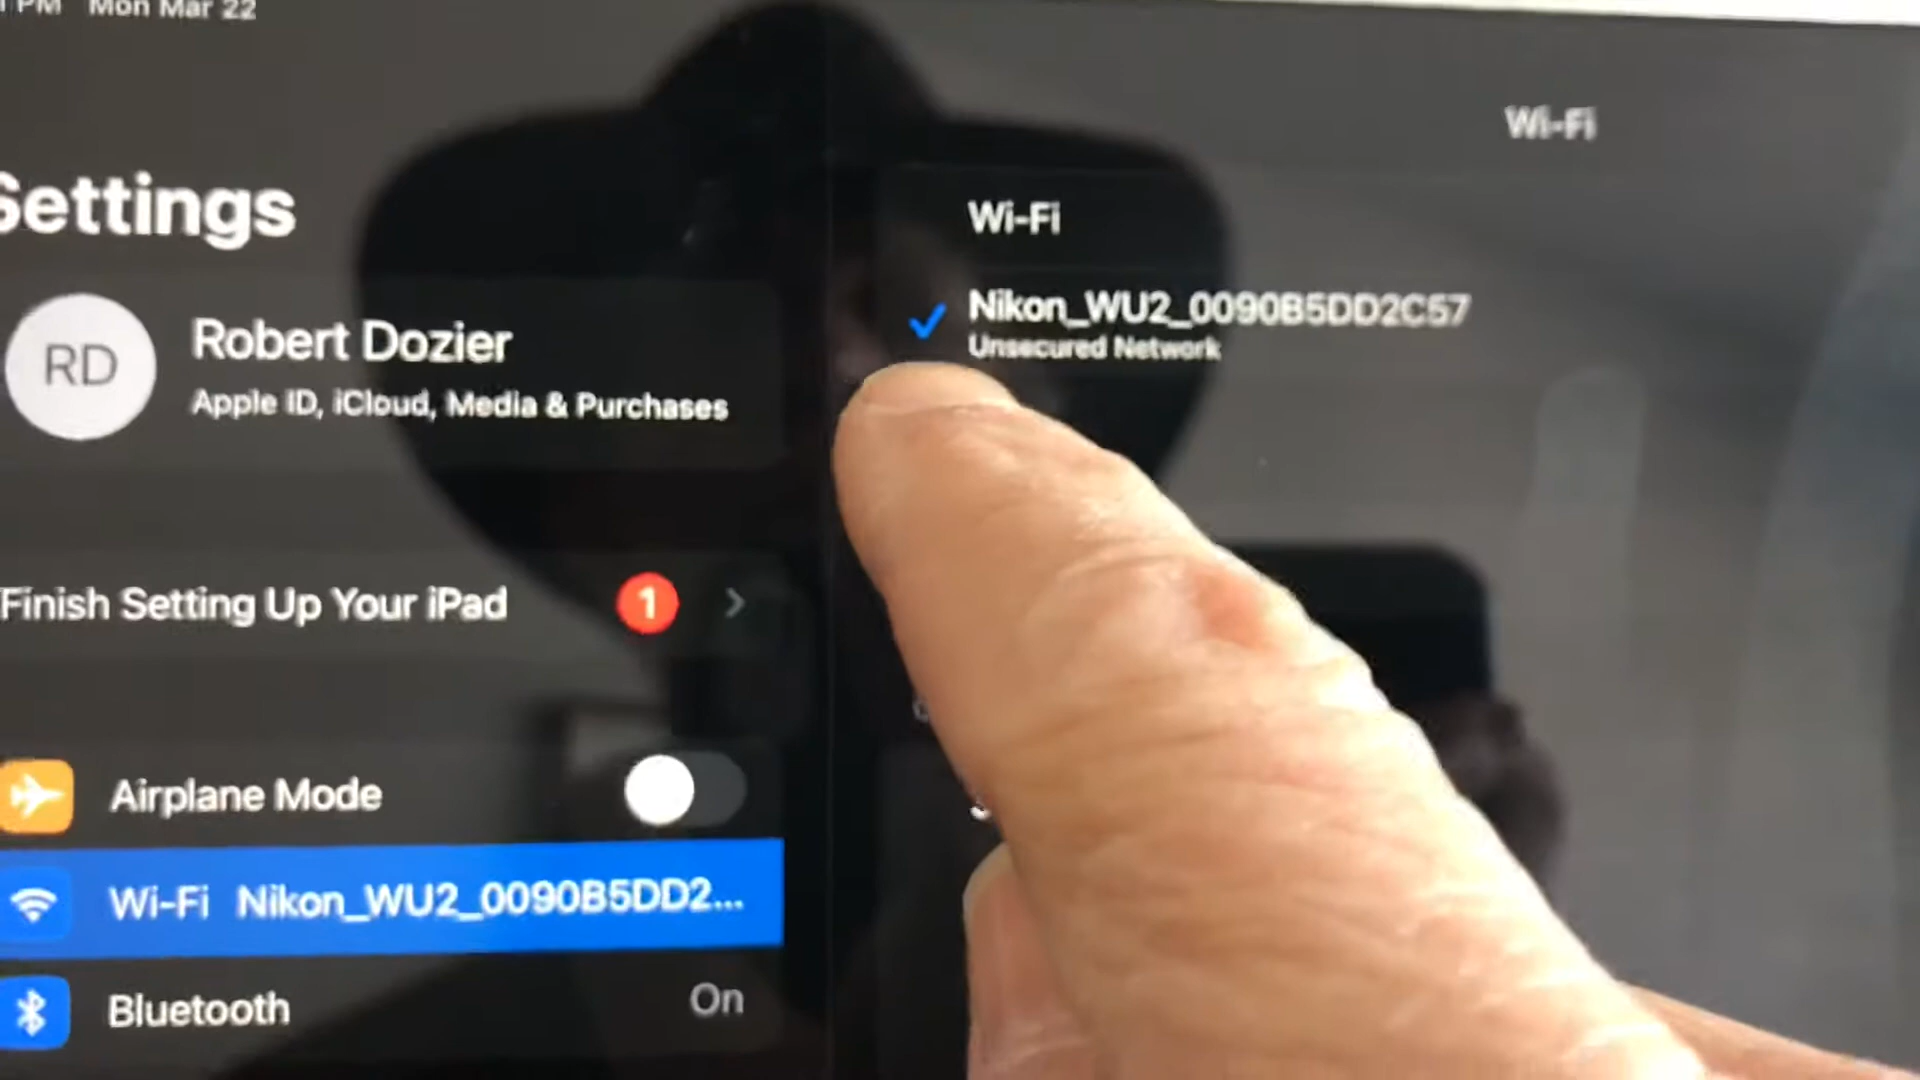 PM Mon Mar 22
Wi-Fi
Settings
Wi-Fi
Nikon_WU2_0090B5DD2C57
Unsecured Network
RD
Robert Dozier
Apple ID, iCloud, Media & Purchases
Finish Setting Up Your iPad 1
Airplane Mode
Wi-Fi Nikon_WU2_0090B5DD2...
Bluetooth On